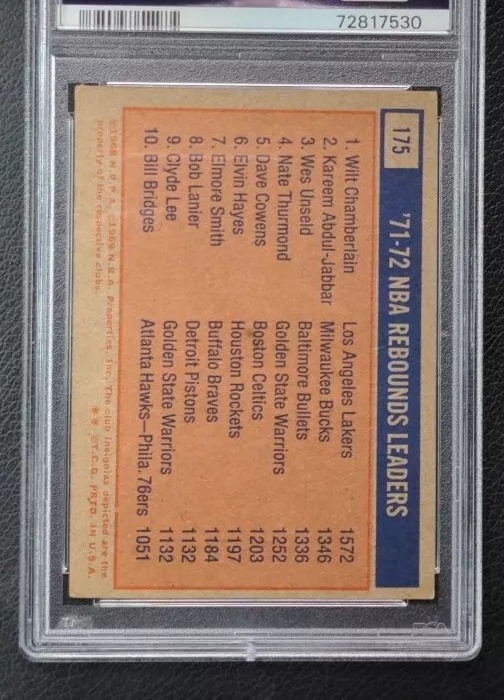 72817530
175
'71-72 NBA REBOUNDS LEADERS
1. Wilt Chamberlain Los Angeles Lakers 1572
2. Kareem Abdul-Jabbar Milwaukee Bucks 1346
3. Wes Unseld Baltimore Bullets 1336
4. Nate Thurmond Golden State Warriors 1252
5. Dave Cowens Boston Celtics 1203
6. Elvin Hayes Houston Rockets 1197
7. Elmore Smith Buffalo Braves 1184
8. Bob Lanier Detroit Pistons 1132
9. Clyde Lee Golden State Warriors 1132
10. Bill Bridges Atlanta Hawks—Phila. 76ers 1051
©1968 N.B.P.A. ©1969 N.B.A. Properties, Inc. The club insignias depicted are the
property of the respective clubs. ✱✱ ©T.C.G. PRTD. IN U.S.A.
PSA